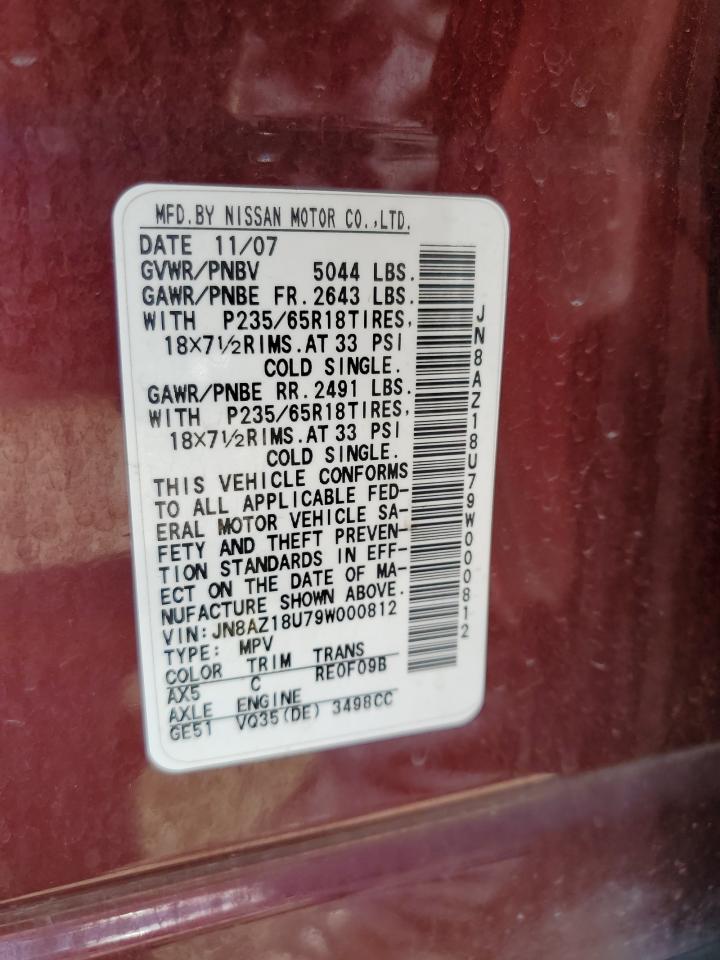 MFD.BY NISSAN MOTOR CO.,LTD.
DATE 11/07
GVWR/PNBV 5044 LBS.
GAWR/PNBE FR.2643 LBS.
WITH P235/65R18TIRES,
18X7½RIMS.AT 33 PSI
COLD SINGLE.
GAWR/PNBE RR.2491 LBS.
WITH P235/65R18TIRES,
18X7½RIMS.AT 33 PSI
COLD SINGLE.
THIS VEHICLE CONFORMS
TO ALL APPLICABLE FED-
ERAL MOTOR VEHICLE SA-
FETY AND THEFT PREVEN-
TION STANDARDS IN EFF-
ECT ON THE DATE OF MA-
NUFACTURE SHOWN ABOVE.
VIN:JN8AZ18U79W000812
TYPE: MPV
COLOR TRIM TRANS
AX5 C RE0F09B
AXLE ENGINE
GE51 VQ35(DE) 3498CC
JN8AZ18U79W000812